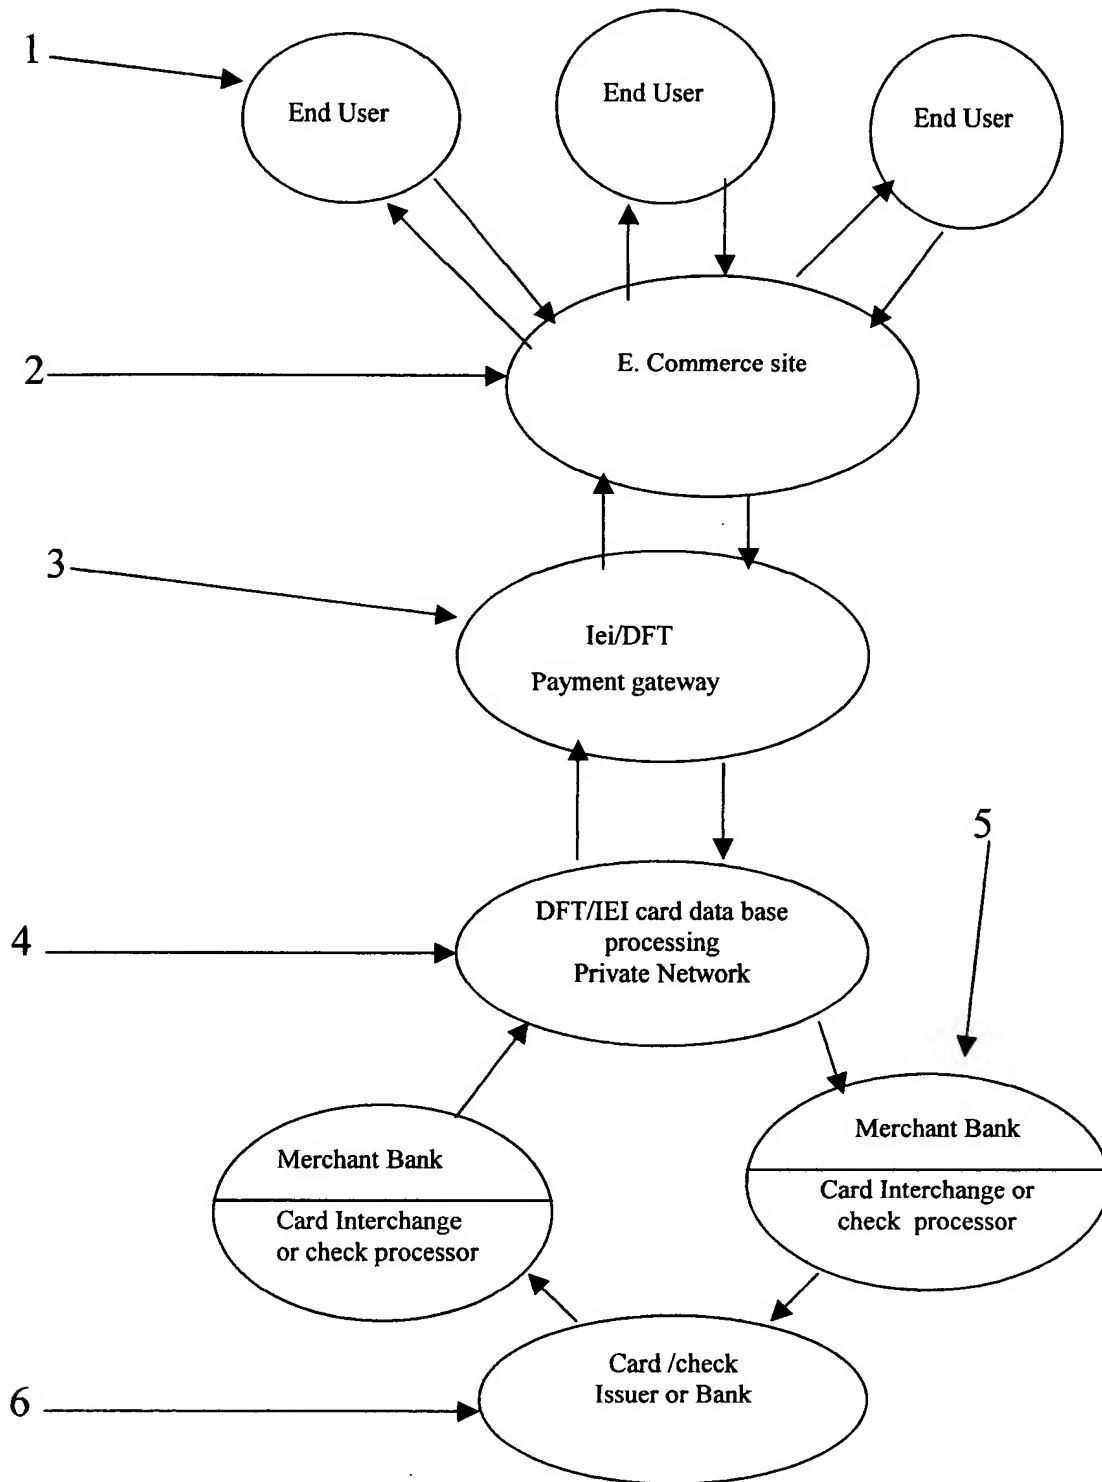 1
End User
End User
End User
2
E. Commerce site
3
Iei/DFT
Payment gateway
5
4
DFT/IEI card data base
processing
Private Network
Merchant Bank
Card Interchange
or check processor
Merchant Bank
Card Interchange or
check processor
6
Card /check
Issuer or Bank